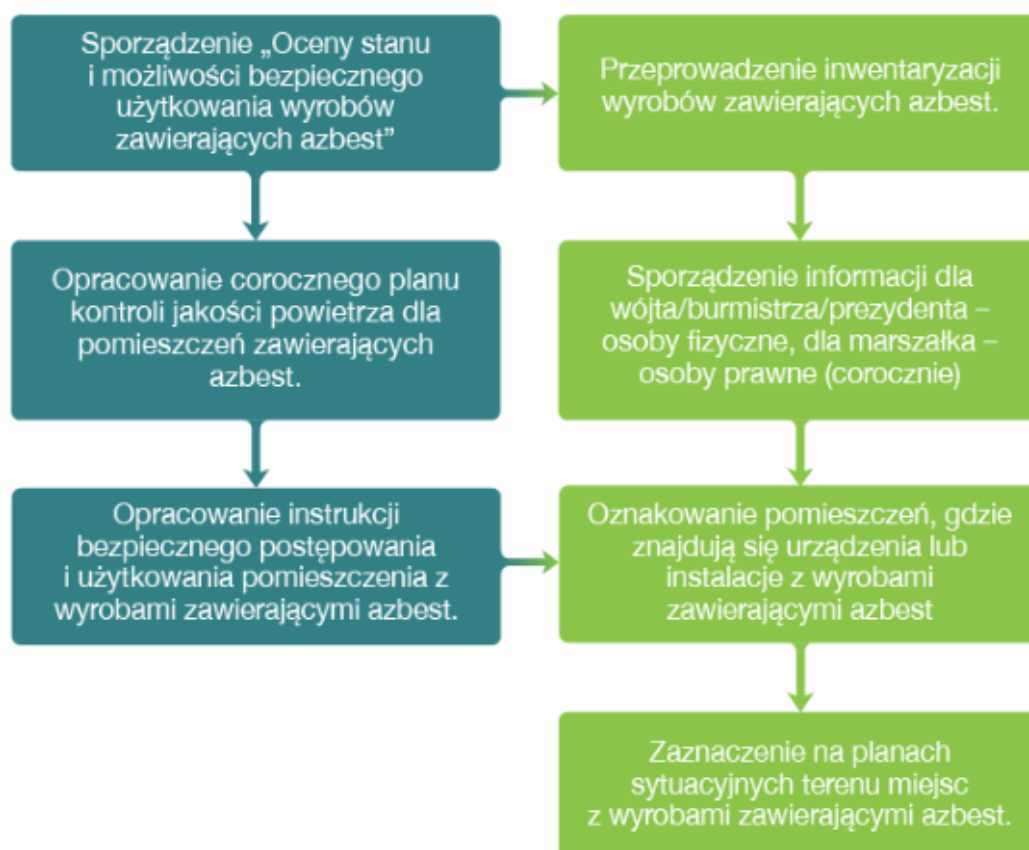 Sporządzenie „Oceny stanu
i możliwości bezpiecznego
użytkowania wyrobów
zawierających azbest”
Przeprowadzenie inwentaryzacji
wyrobów zawierających azbest.
Opracowanie corocznego planu
kontroli jakości powietrza dla
pomieszczeń zawierających
azbest.
Sporządzenie informacji dla
wójta/burmistrza/prezydenta –
osoby fizyczne, dla marszałka –
osoby prawne (corocznie)
Opracowanie instrukcji
bezpiecznego postępowania
i użytkowania pomieszczenia z
wyrobami zawierającymi azbest.
Oznakowanie pomieszczeń, gdzie
znajdują się urządzenia lub
instalacje z wyrobami
zawierającymi azbest
Zaznaczenie na planach
sytuacyjnych terenu miejsc
z wyrobami zawierającymi azbest.